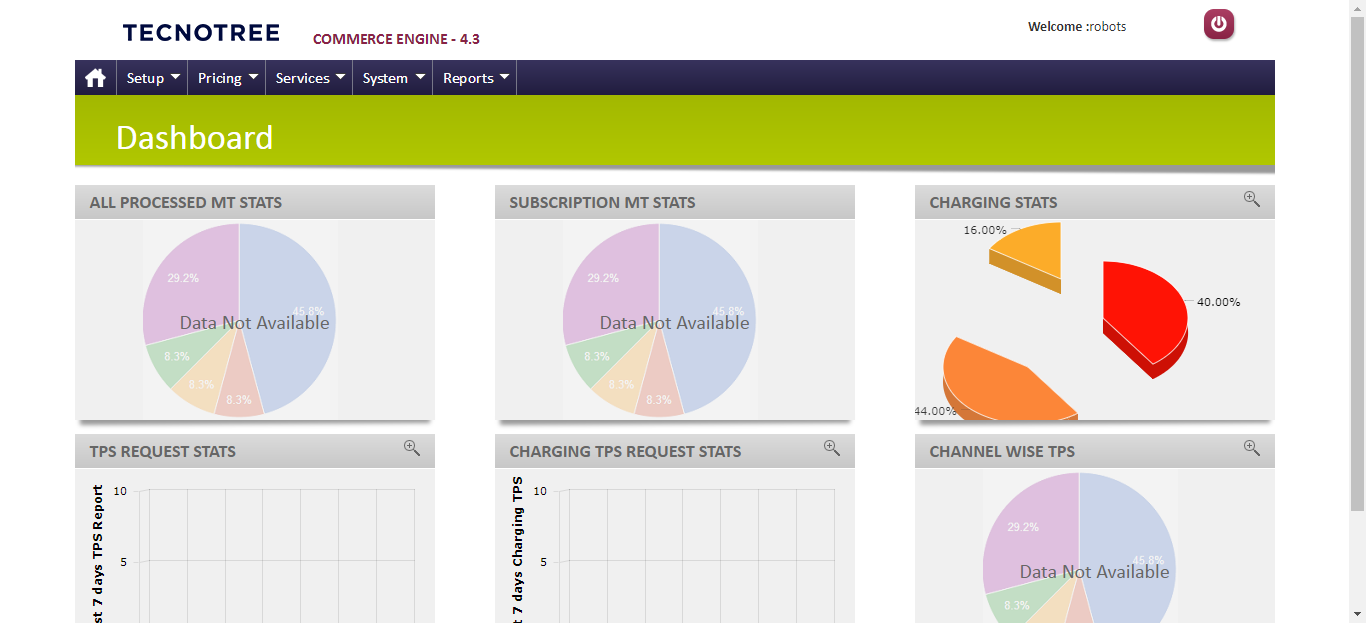 TECNOTREE
COMMERCE ENGINE - 4.3
Welcome :robots
Setup Pricing Services System Reports
Dashboard
ALL PROCESSED MT STATS
29.2%
45.8%
Data Not Available
8.3%
8.3%
8.3%
SUBSCRIPTION MT STATS
29.2%
45.8%
Data Not Available
8.3%
8.3%
8.3%
CHARGING STATS
16.00%
40.00%
44.00%
TPS REQUEST STATS
10
5
st 7 days TPS Report
CHARGING TPS REQUEST STATS
10
5
t 7 days Charging TPS
CHANNEL WISE TPS
29.2%
45.8%
Data Not Available
8.3%